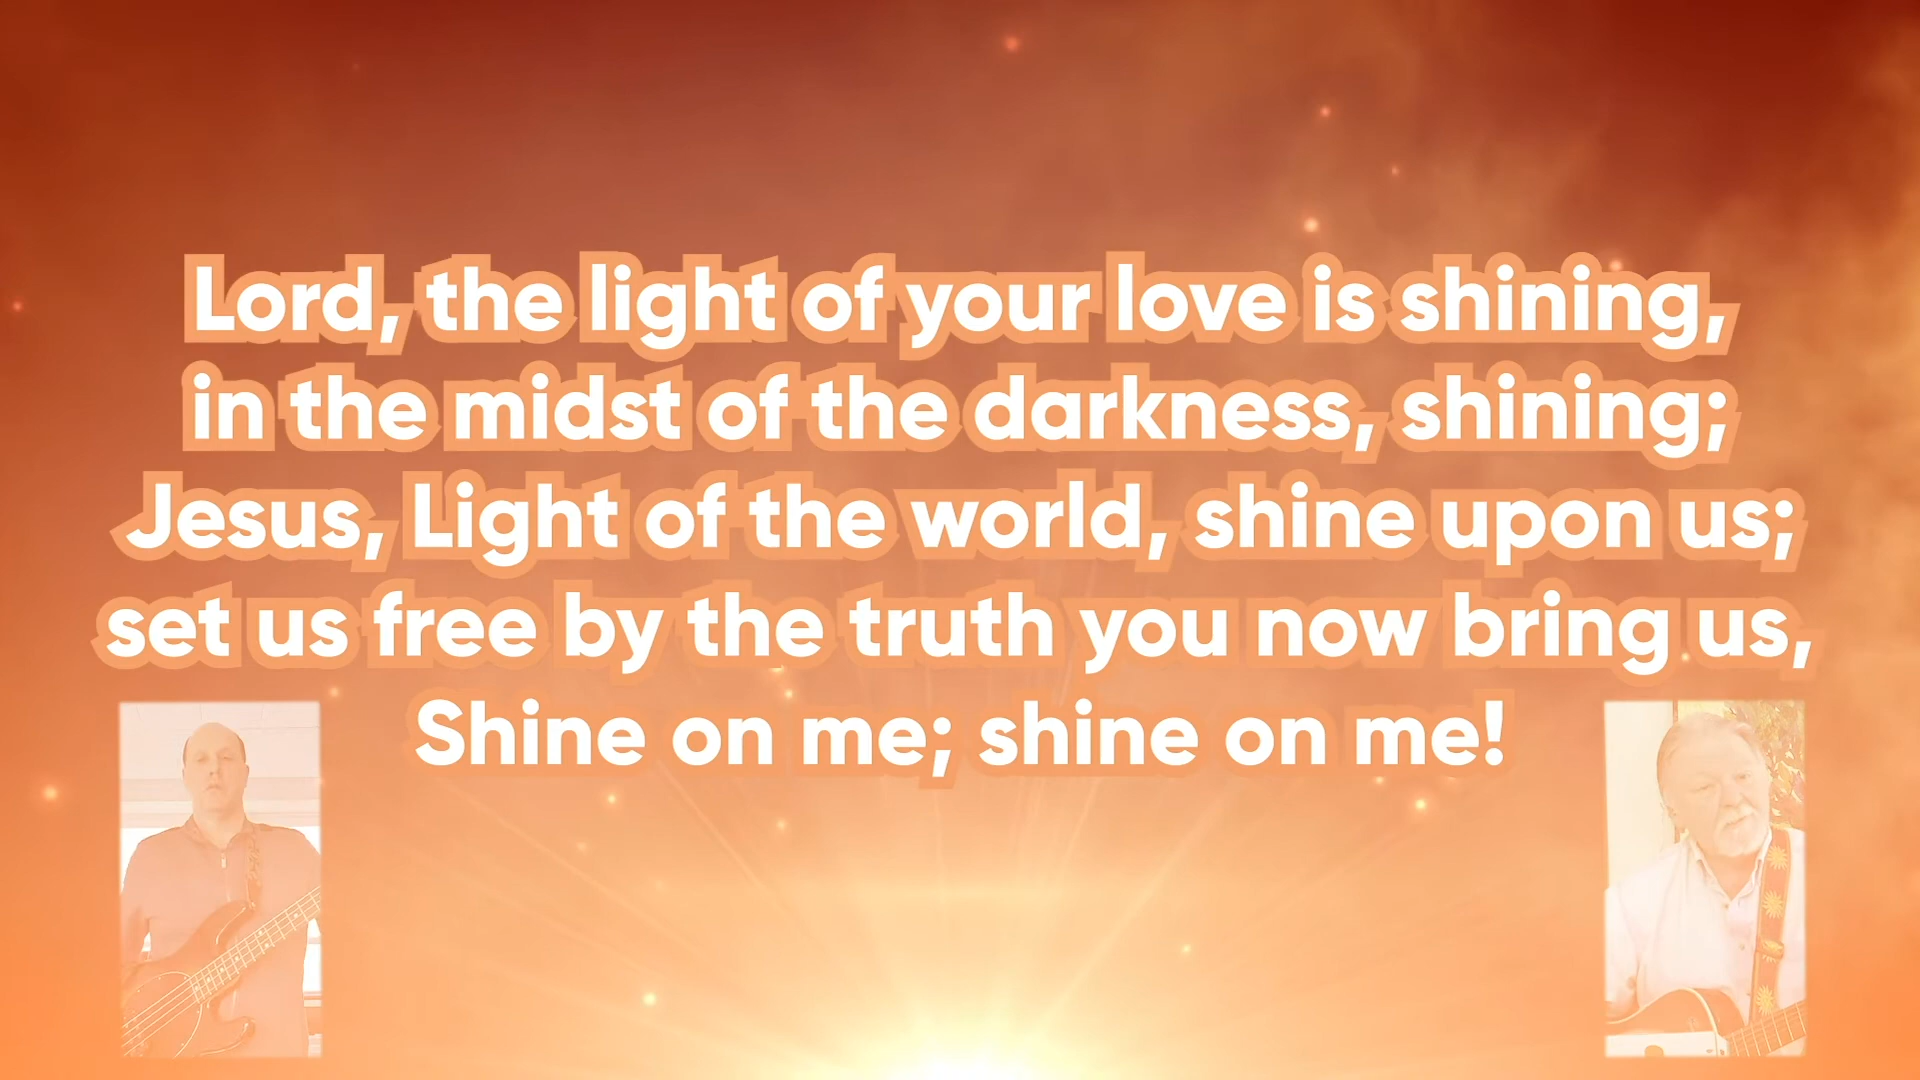 Lord, the light of your love is shining,
in the midst of the darkness, shining;
Jesus, Light of the world, shine upon us;
set us free by the truth you now bring us,
Shine on me; shine on me!